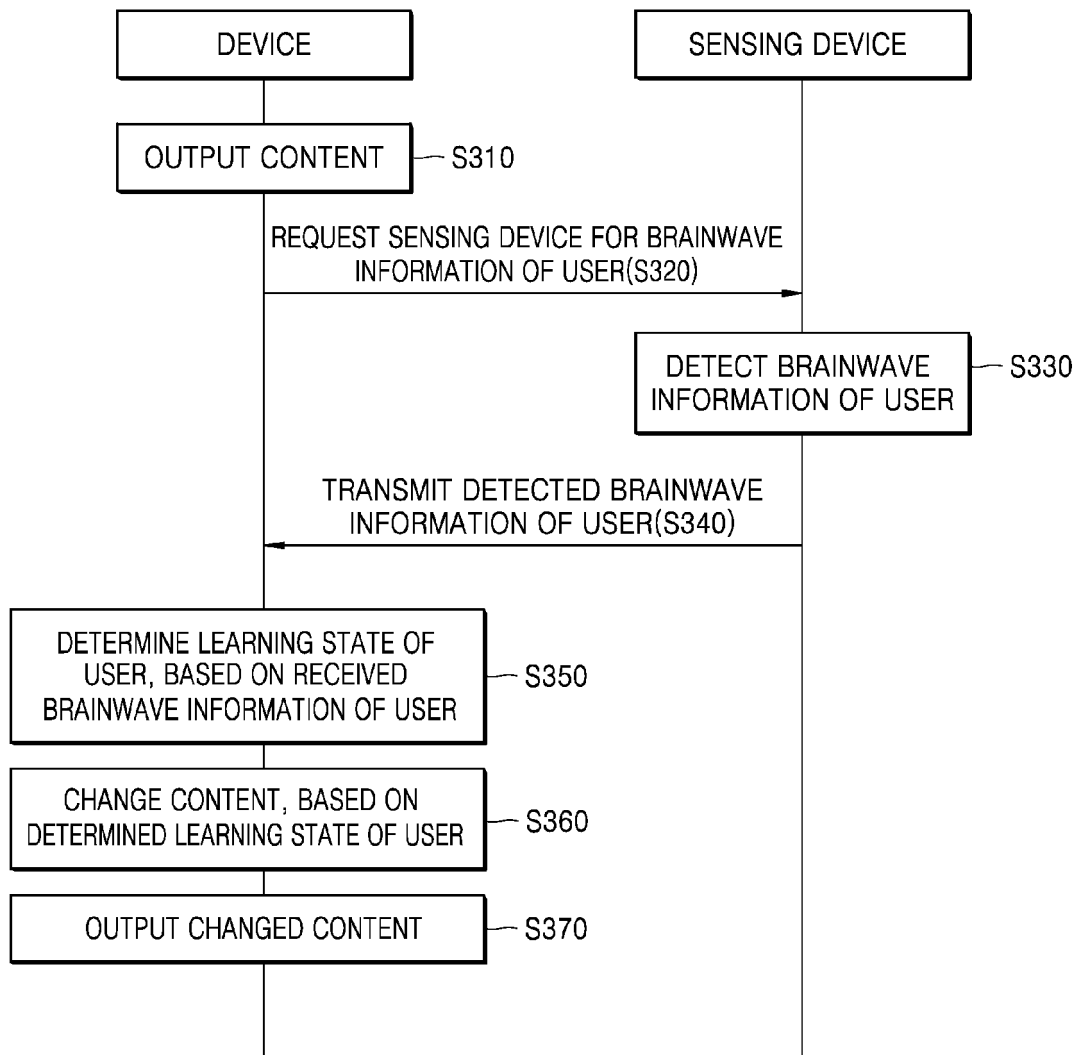 DEVICE
SENSING DEVICE
OUTPUT CONTENT
S310
REQUEST SENSING DEVICE FOR BRAINWAVE
INFORMATION OF USER(S320)
DETECT BRAINWAVE
INFORMATION OF USER
S330
TRANSMIT DETECTED BRAINWAVE
INFORMATION OF USER(S340)
DETERMINE LEARNING STATE OF
USER, BASED ON RECEIVED
BRAINWAVE INFORMATION OF USER
S350
CHANGE CONTENT, BASED ON
DETERMINED LEARNING STATE OF USER
S360
OUTPUT CHANGED CONTENT
S370